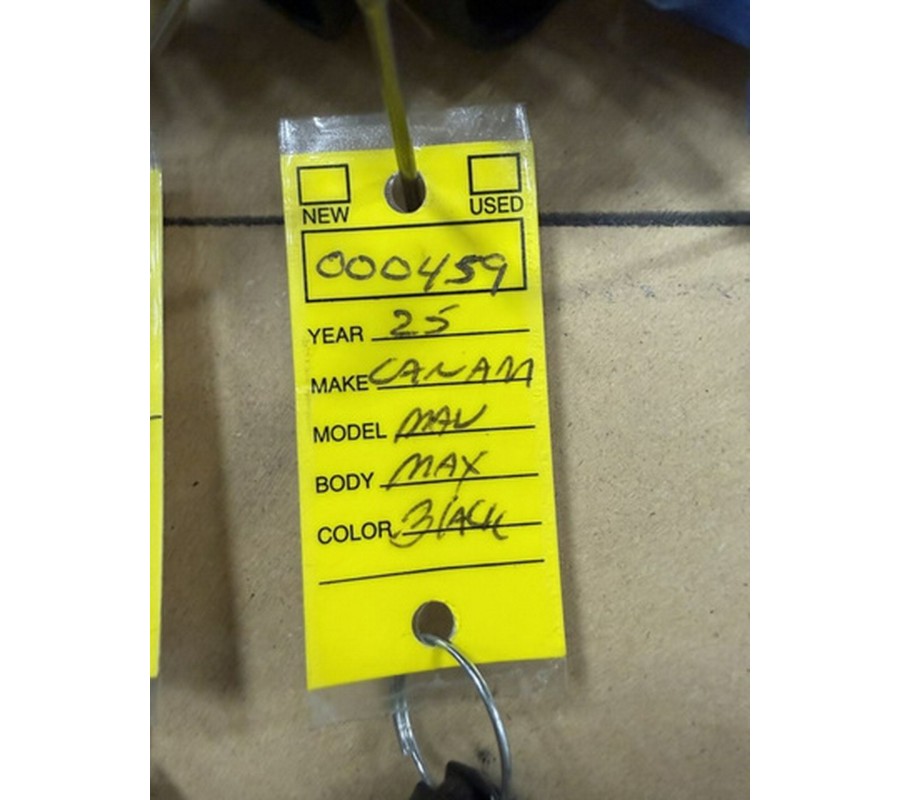 NEW USED
000459
YEAR 25
MAKE CANAM
MODEL MAV
BODY MAX
COLOR BLACK